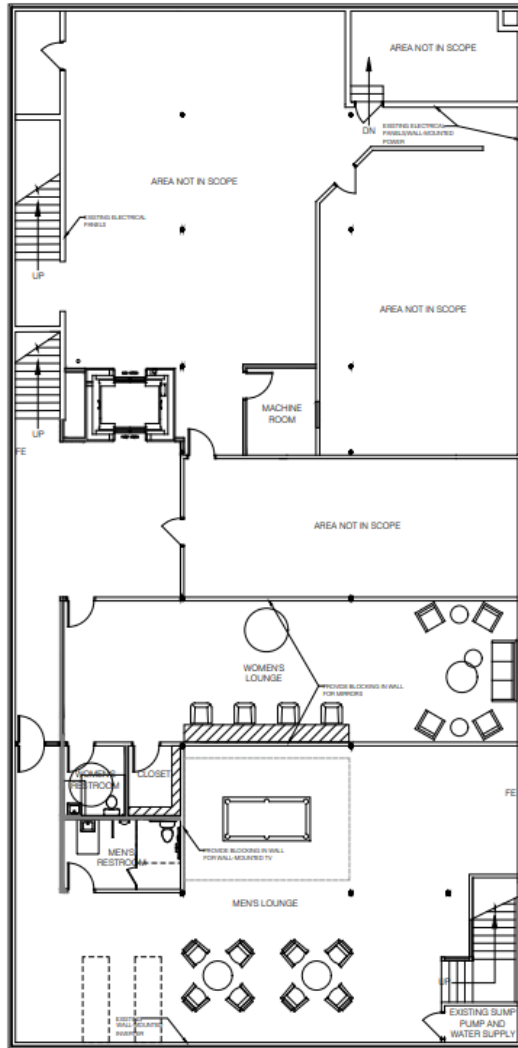 AREA NOT IN SCOPE
DN
EXISTING ELECTRICAL
PANELS/WALL-MOUNTED
POWER
AREA NOT IN SCOPE
EXISTING ELECTRICAL
PANELS
UP
AREA NOT IN SCOPE
UP
FE
MACHINE
ROOM
AREA NOT IN SCOPE
WOMEN'S
LOUNGE
PROVIDE BLOCKING IN WALL
FOR MIRRORS
WOMEN'S
RESTROOM
CLOSET
FE
PROVIDE BLOCKING IN WALL
FOR WALL-MOUNTED TV
MEN'S
RESTROOM
MEN'S LOUNGE
UP
EXISTING
WALL-MOUNTED
INVERTER
EXISTING SUMP
PUMP AND
WATER SUPPLY